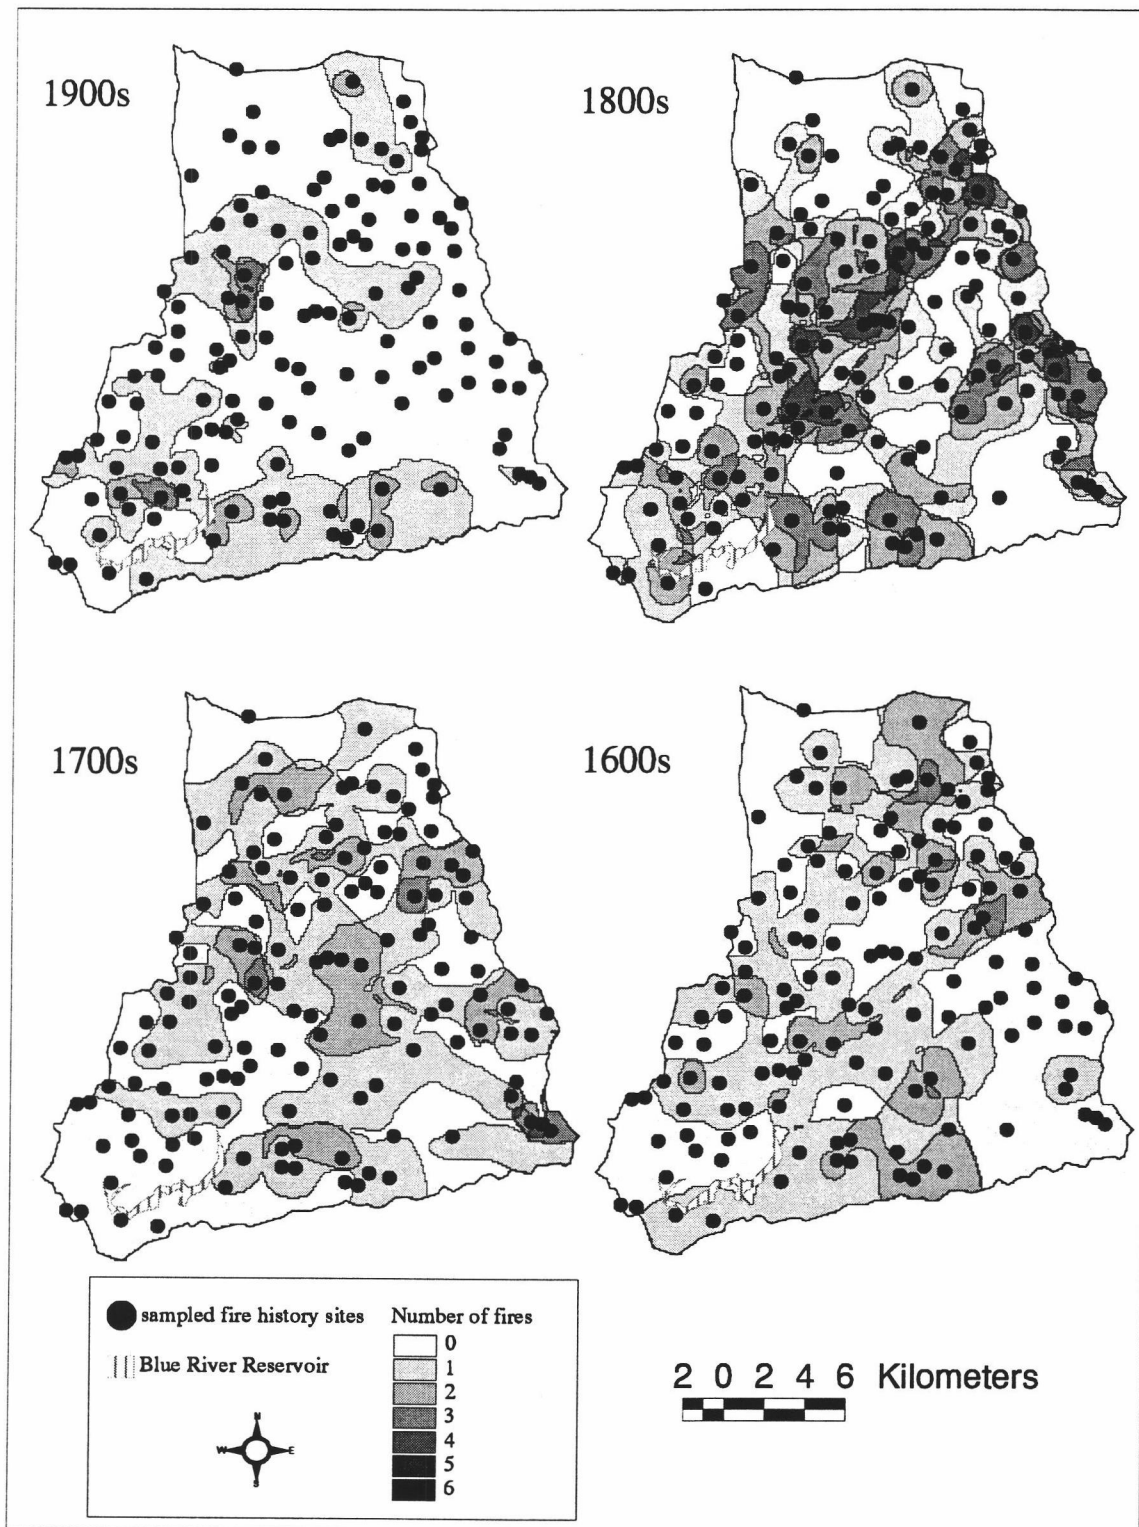 1900s
1800s
1700s
1600s
sampled fire history sites
Blue River Reservoir
N
W E
S
Number of fires
0
1
2
3
4
5
6
2 0 2 4 6 Kilometers